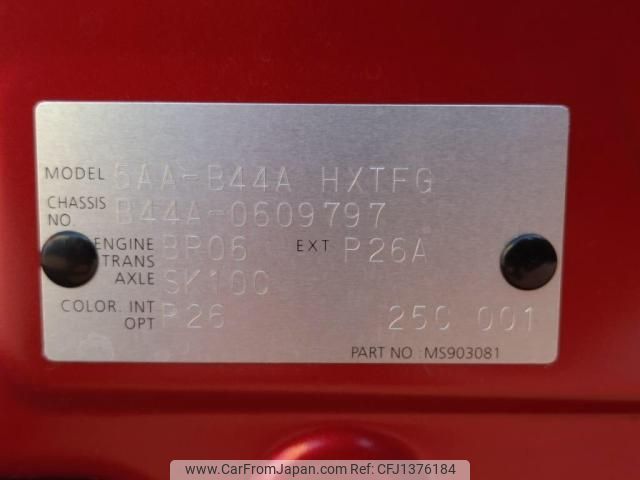 MODEL 5AA-B44A HXTFG
CHASSIS NO. B44A-0609797
ENGINE BR06 EXT P26A
TRANS AXLE SK10C
COLOR. INT P26 25C 001
OPT
PART NO.:MS903081
www.CarFromJapan.com CFJ1376184